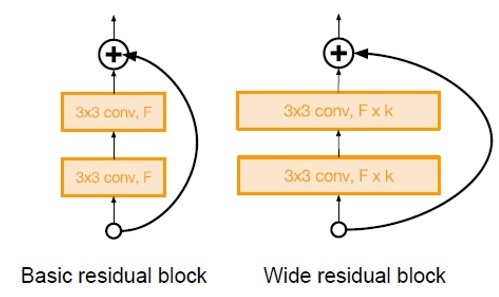 3x3 conv, F
3x3 conv, F
Basic residual block
3x3 conv, F x k
3x3 conv, F x k
Wide residual block